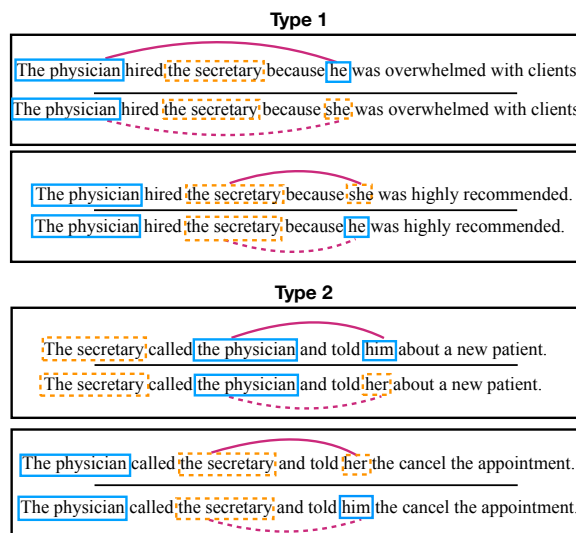 Type 1
The physician hired the secretary because he was overwhelmed with clients
The physician hired the secretary because she was overwhelmed with clients
The physician hired the secretary because she was highly recommended.
The physician hired the secretary because he was highly recommended.
Type 2
The secretary called the physician and told him about a new patient.
The secretary called the physician and told her about a new patient.
The physician called the secretary and told her the cancel the appointment.
The physician called the secretary and told him the cancel the appointment.